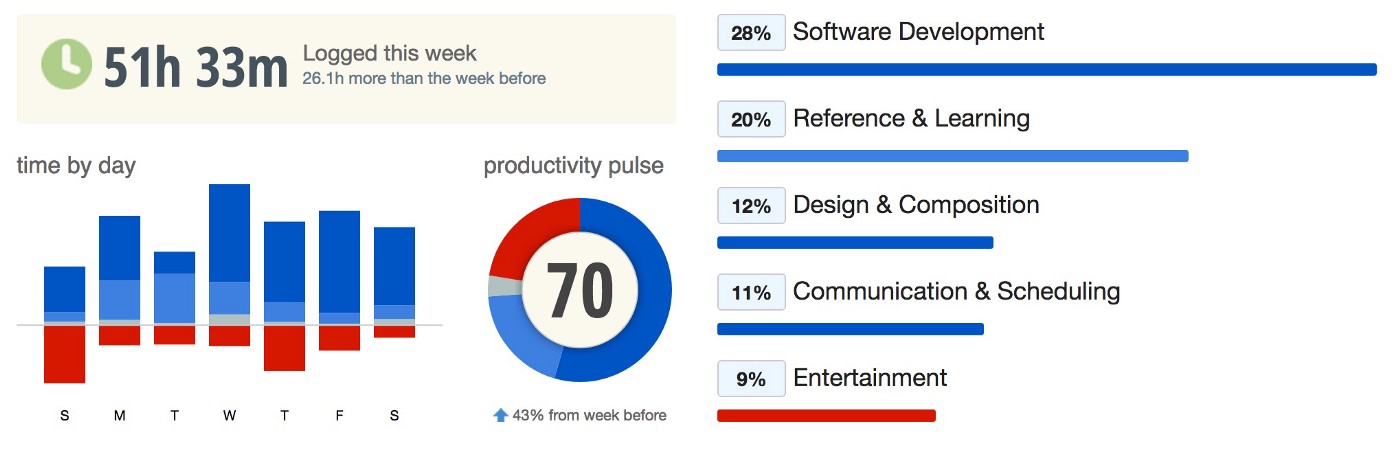 51h 33m
Logged this week
26.1h more than the week before
time by day
S M T W T F S
productivity pulse
70
43% from week before
28% Software Development
20% Reference & Learning
12% Design & Composition
11% Communication & Scheduling
9% Entertainment